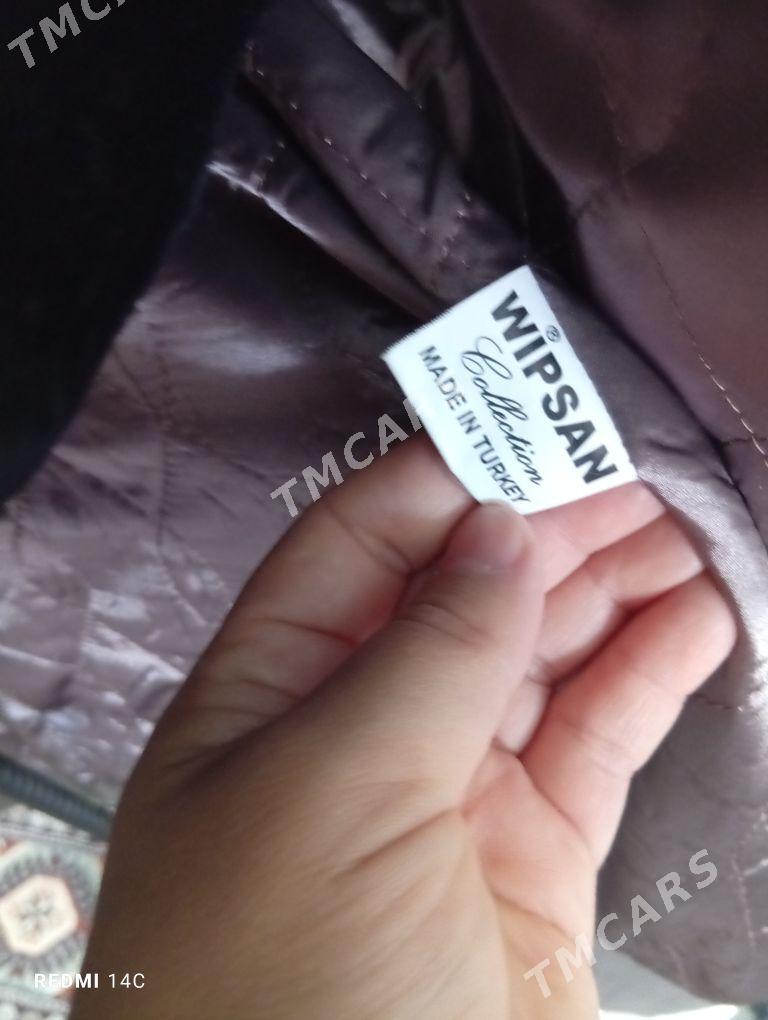 TMCARS
WIPSAN
®
Collection
MADE IN TURKEY
TMCARS
TMCARS
REDMI 14C